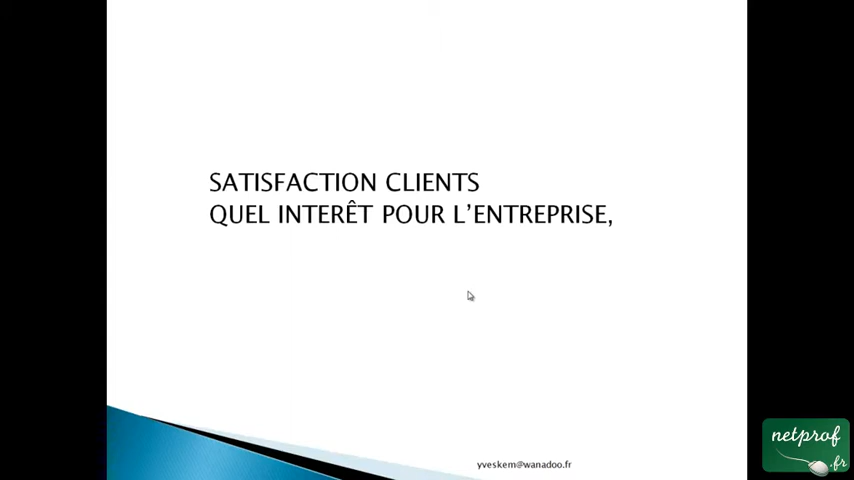 SATISFACTION CLIENTS
QUEL INTERÊT POUR L’ENTREPRISE,
yveskem@wanadoo.fr
netprof
.fr